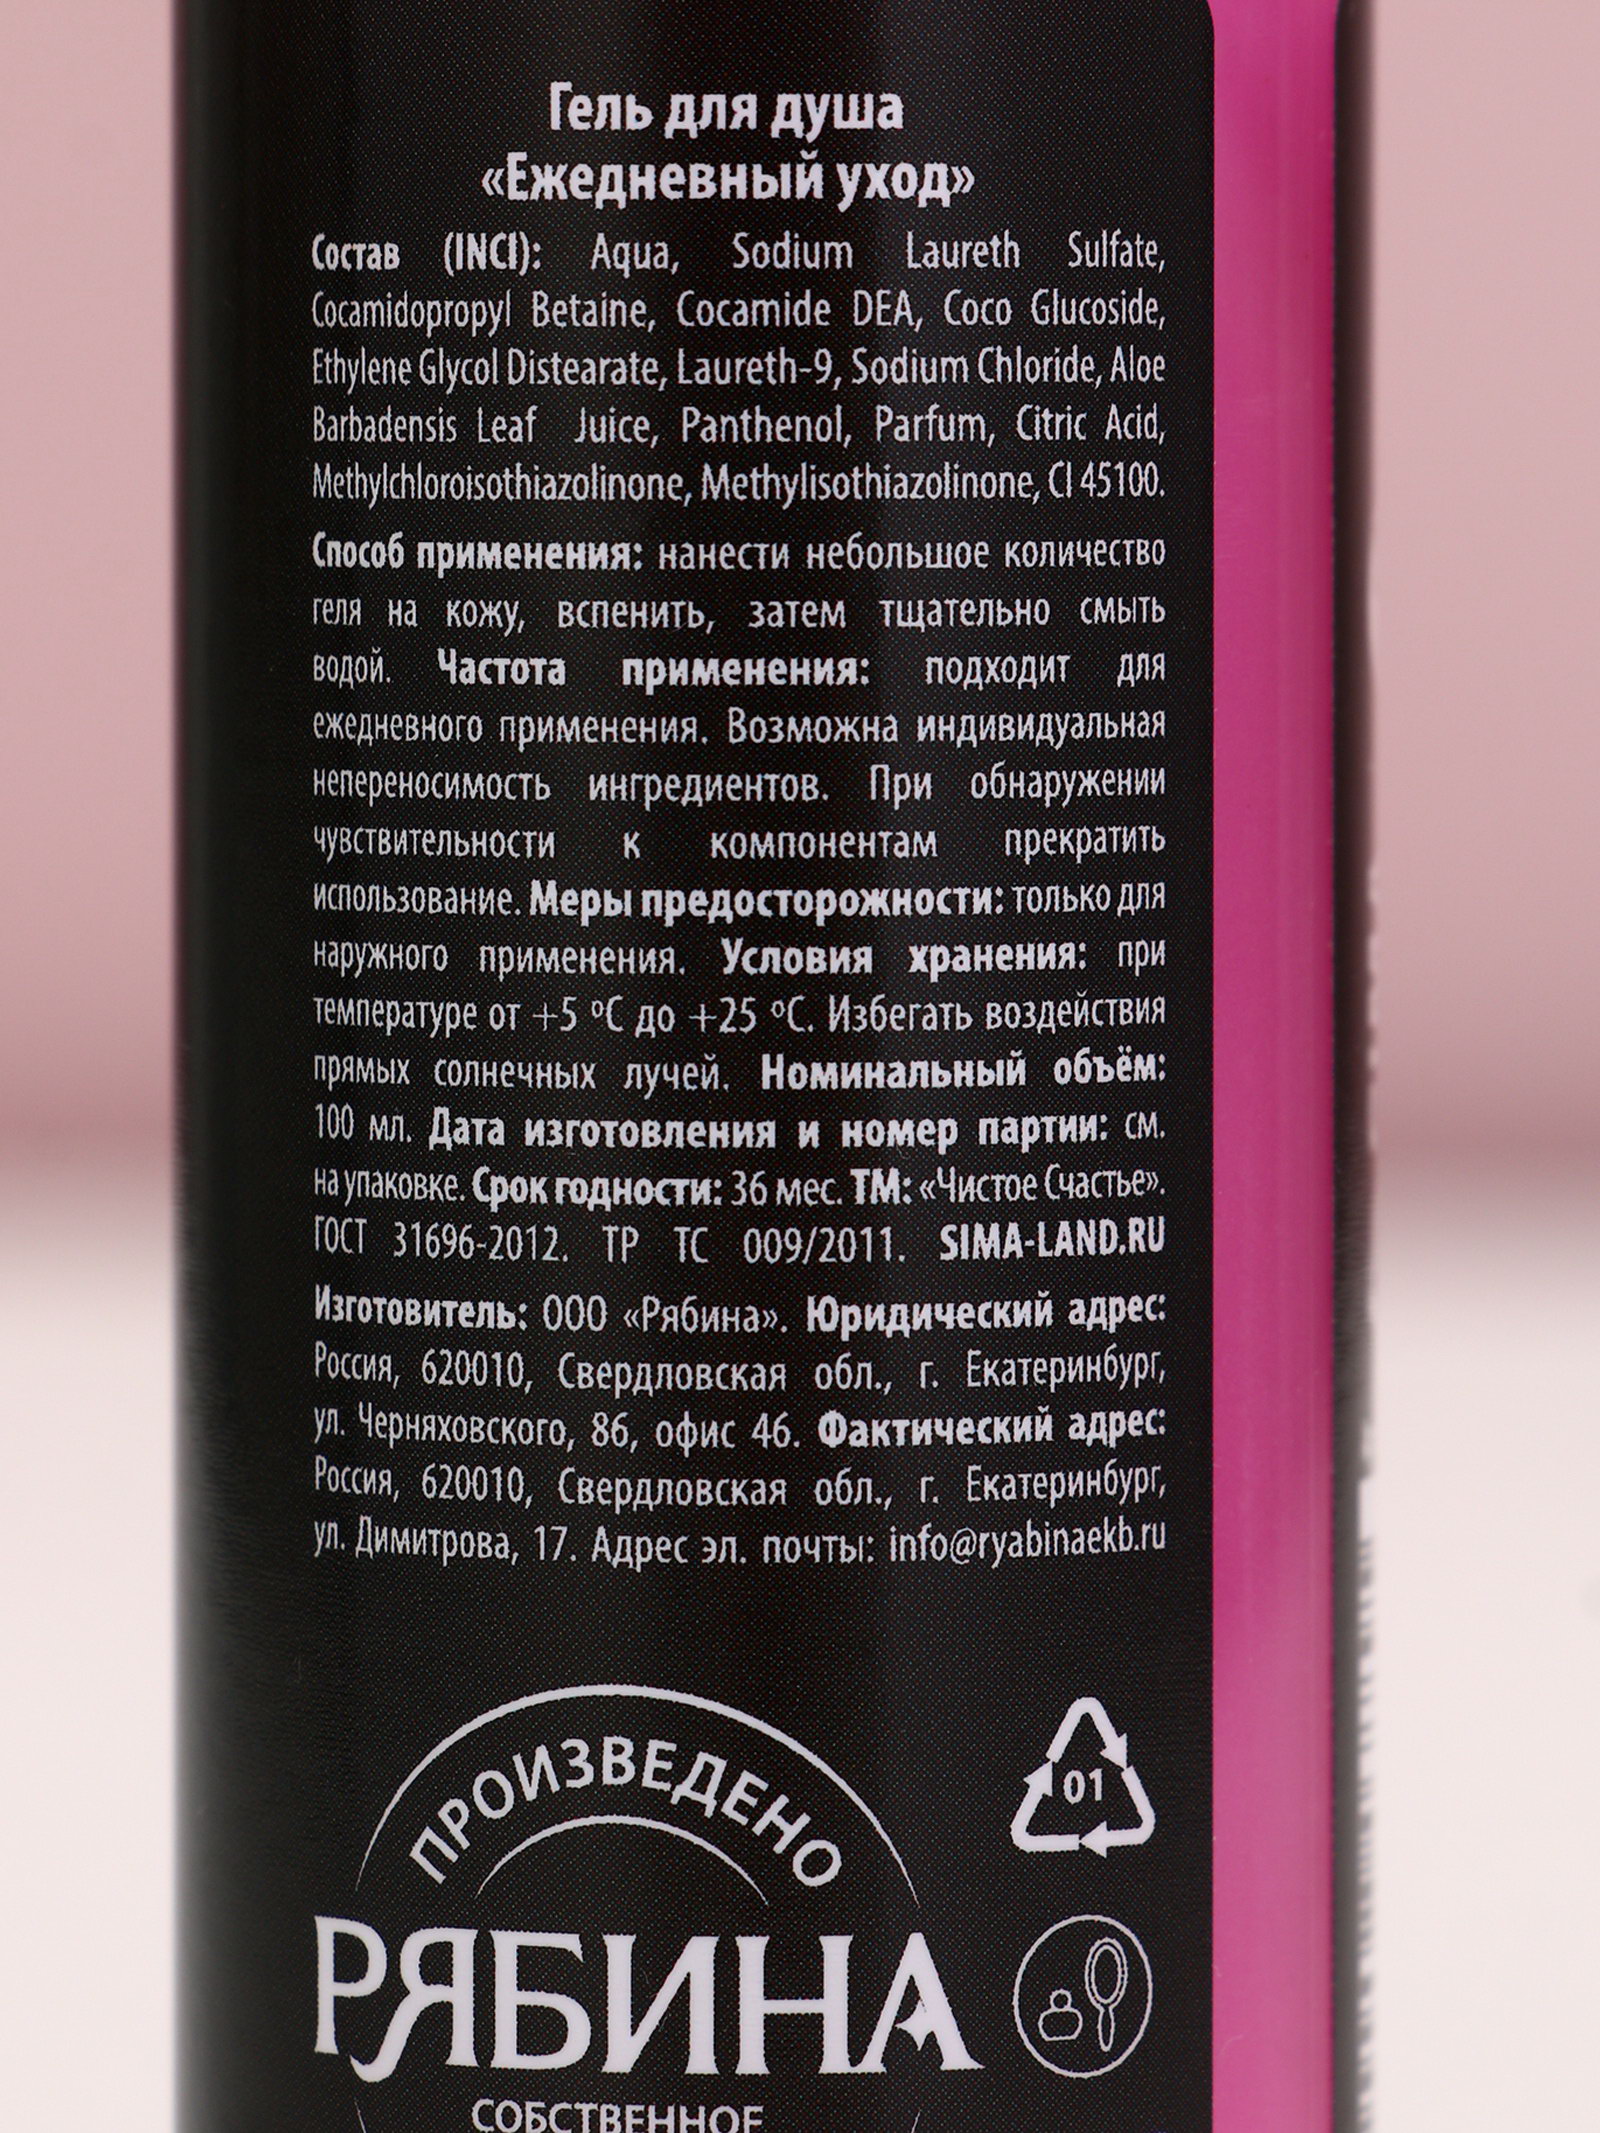 Гель для душа
«Ежедневный уход»
Состав (INCI): Aqua, Sodium Laureth Sulfate,
Cocamidopropyl Betaine, Cocamide DEA, Coco Glucoside,
Ethylene Glycol Distearate, Laureth-9, Sodium Chloride, Aloe
Barbadensis Leaf Juice, Panthenol, Parfum, Citric Acid,
Methylchloroisothiazolinone, Methylisothiazolinone, CI 45100.
Способ применения: нанести небольшое количество
геля на кожу, вспенить, затем тщательно смыть
водой. Частота применения: подходит для
ежедневного применения. Возможна индивидуальная
непереносимость ингредиентов. При обнаружении
чувствительности к компонентам прекратить
использование. Меры предосторожности: только для
наружного применения. Условия хранения: при
температуре от +5 ºС до +25 ºС. Избегать воздействия
прямых солнечных лучей. Номинальный объём:
100 мл. Дата изготовления и номер партии: см.
на упаковке. Срок годности: 36 мес. ТМ: «Чистое Счастье».
ГОСТ 31696-2012. ТР ТС 009/2011. SIMA-LAND.RU
Изготовитель: ООО «Рябина». Юридический адрес:
Россия, 620010, Свердловская обл., г. Екатеринбург,
ул. Черняховского, 86, офис 46. Фактический адрес:
Россия, 620010, Свердловская обл., г. Екатеринбург,
ул. Димитрова, 17. Адрес эл. почты: info@ryabinaekb.ru
01
ПРОИЗВЕДЕНО
РЯБИНА
СОБСТВЕННОЕ